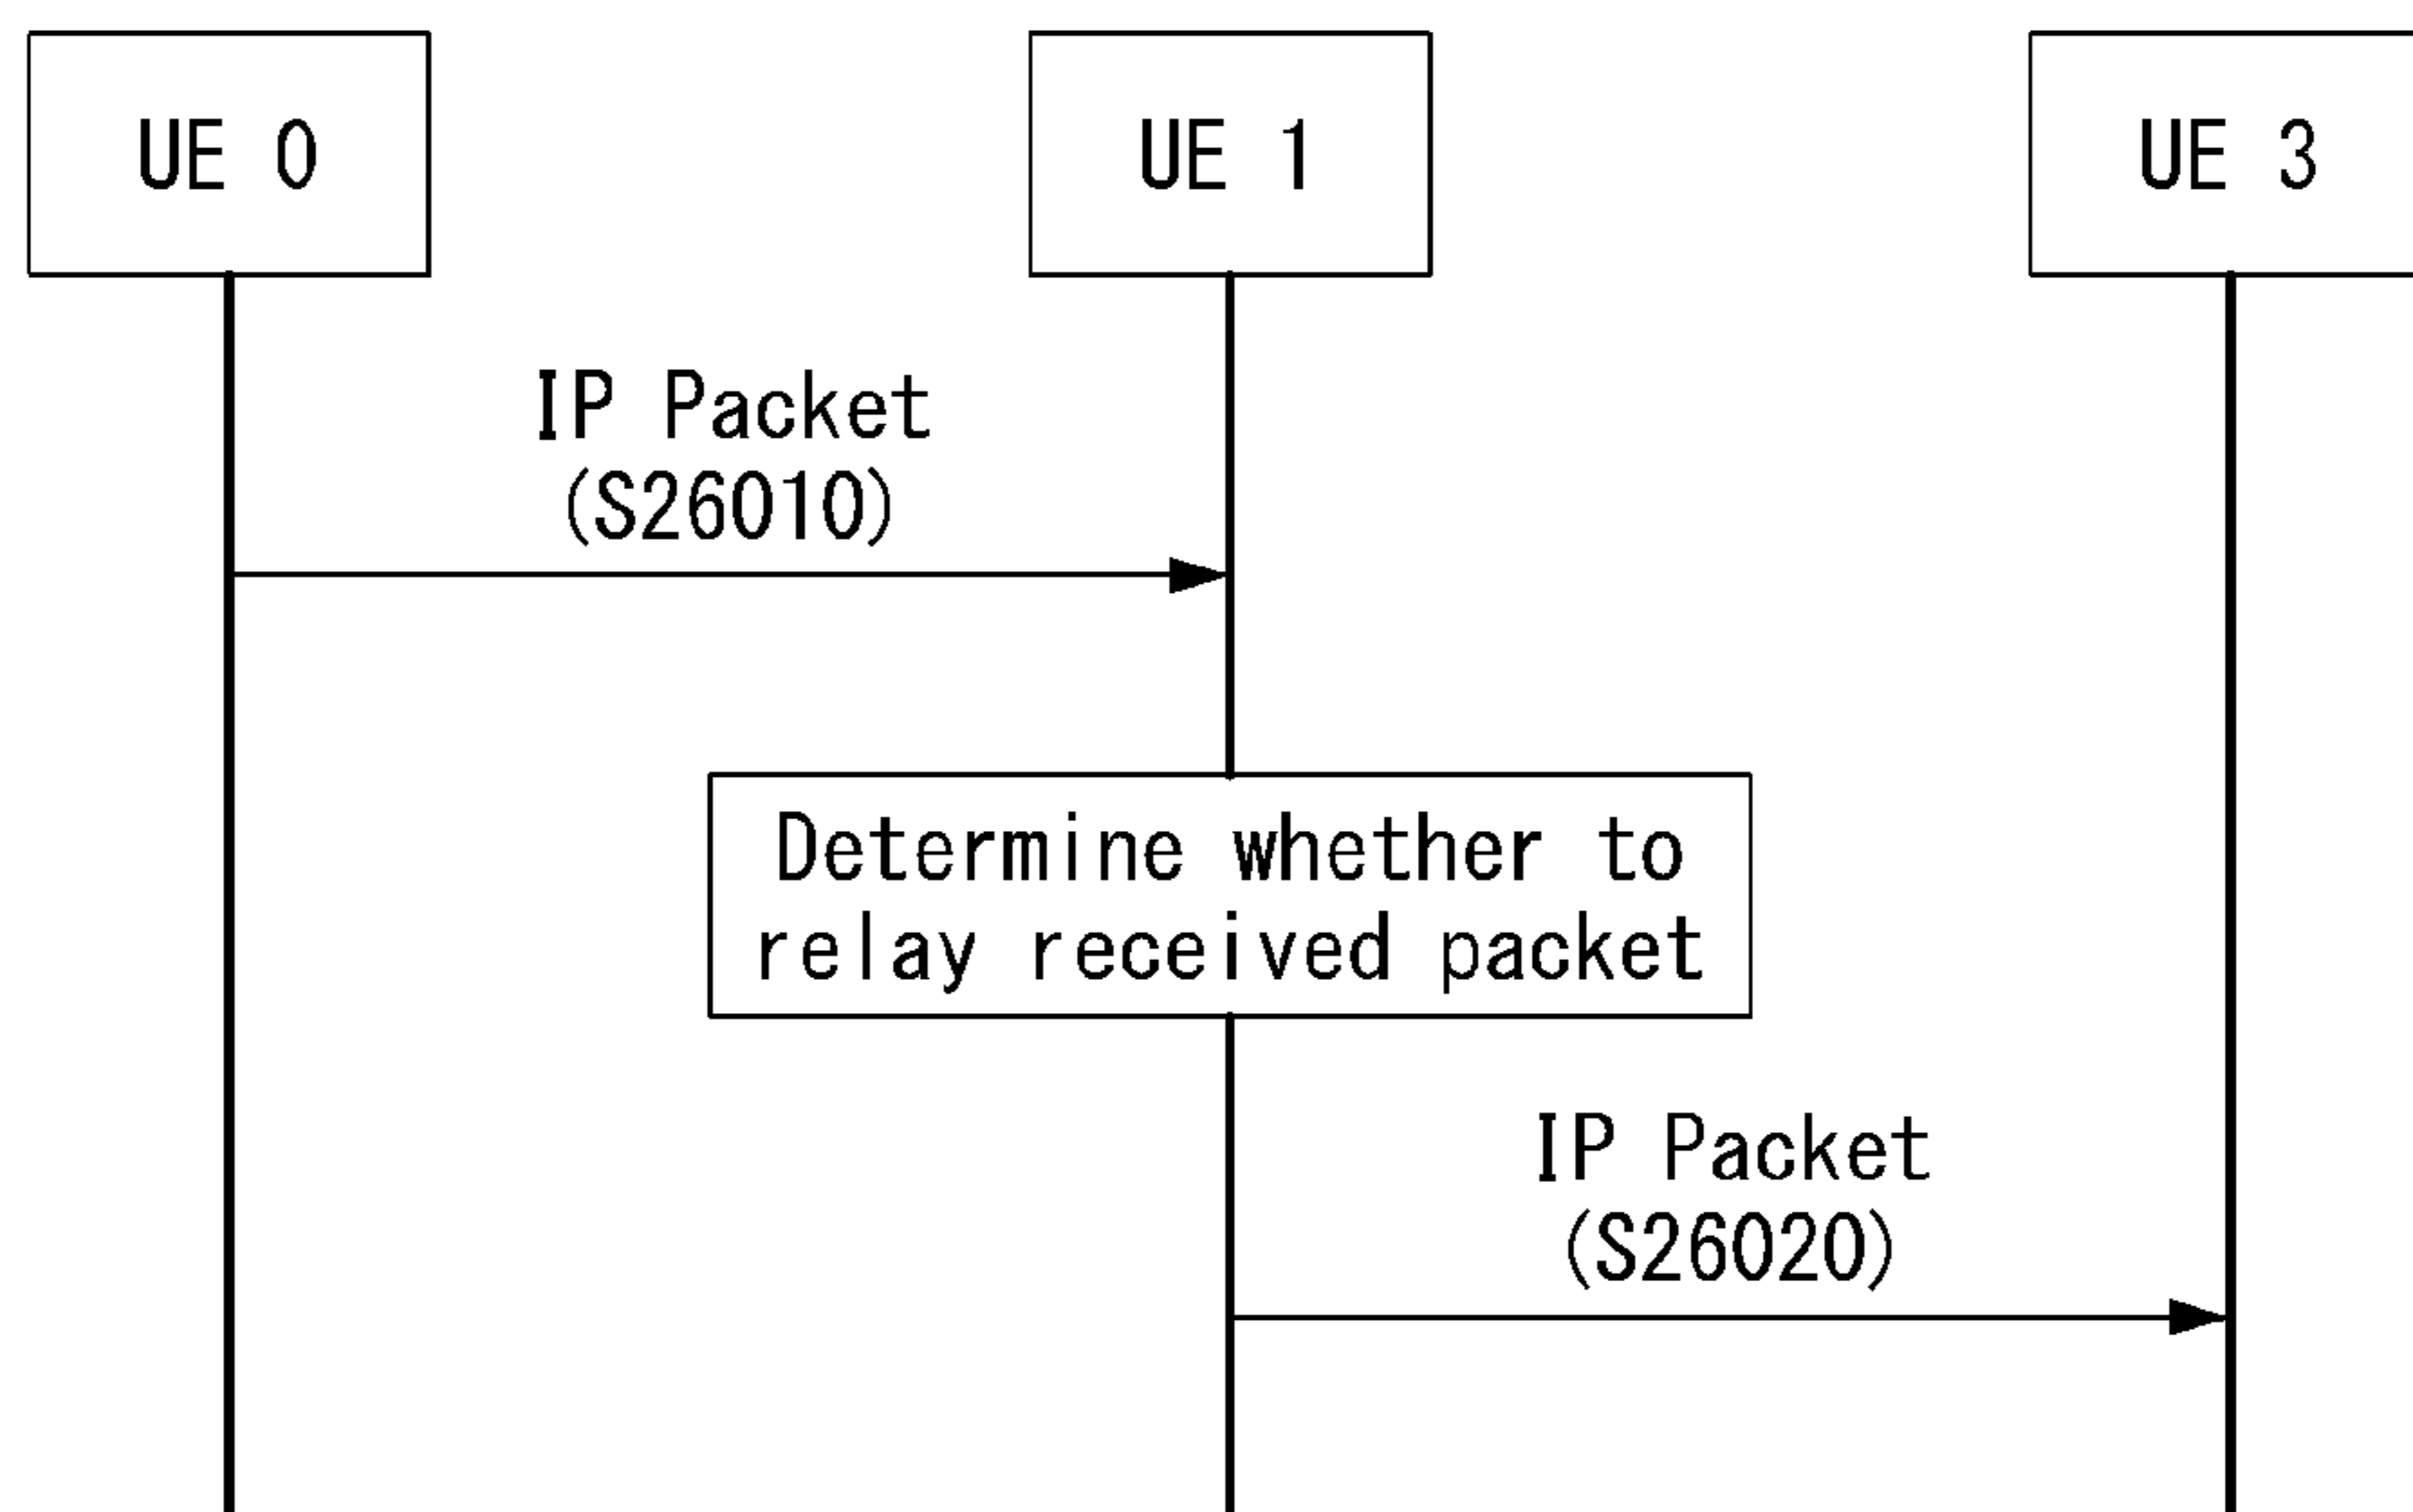 UE 0
UE 1
UE 3
IP Packet
(S26010)
Determine whether to
relay received packet
IP Packet
(S26020)